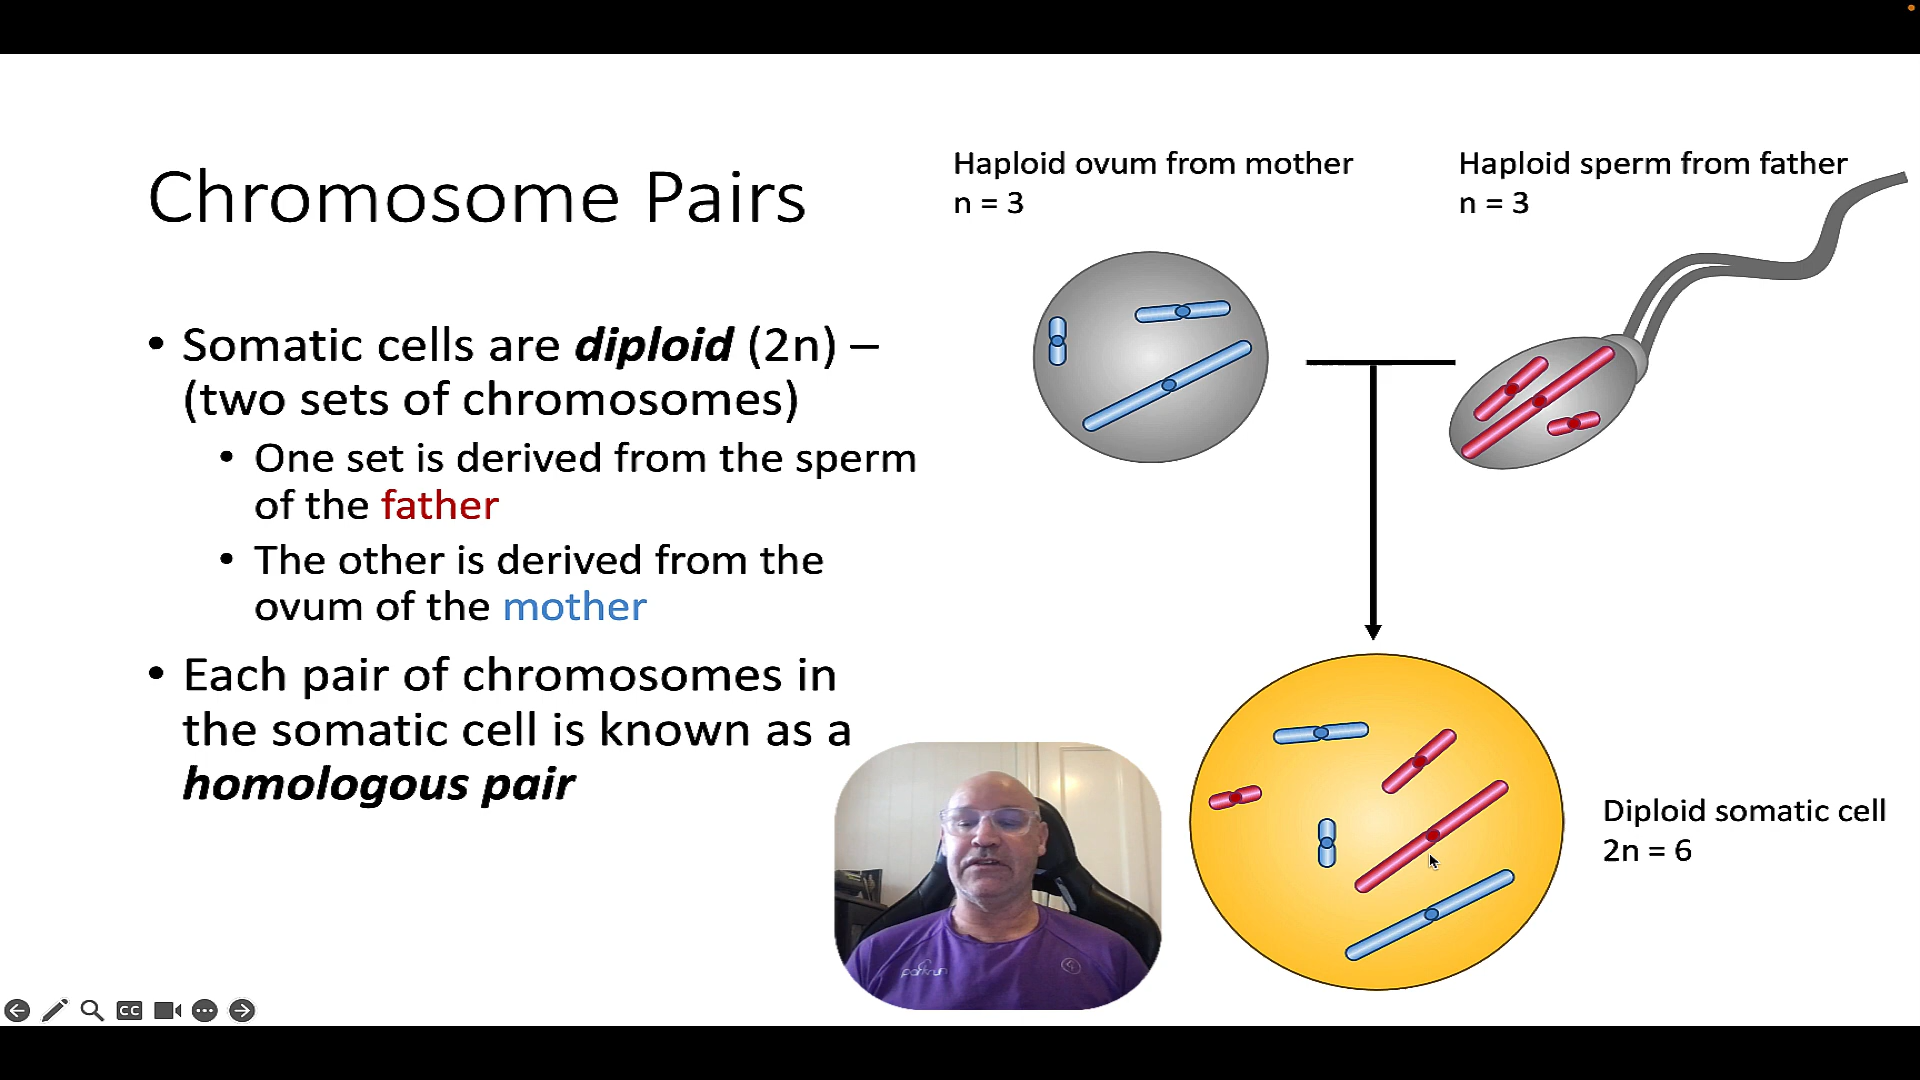 Chromosome Pairs
• Somatic cells are diploid (2n) –
(two sets of chromosomes)
• One set is derived from the sperm
of the father
• The other is derived from the
ovum of the mother
• Each pair of chromosomes in
the somatic cell is known as a
homologous pair
Haploid ovum from mother
n = 3
Haploid sperm from father
n = 3
Diploid somatic cell
2n = 6
parkrun
CC